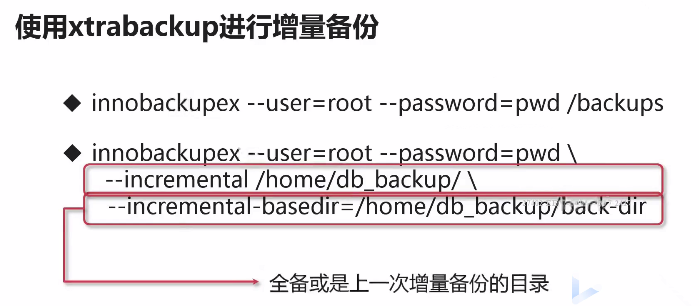 使用xtrabackup进行增量备份
◆ innobackupex --user=root --password=pwd /backups
◆ innobackupex --user=root --password=pwd \
--incremental /home/db_backup/ \
--incremental-basedir=/home/db_backup/back-dir
全备或是上一次增量备份的目录